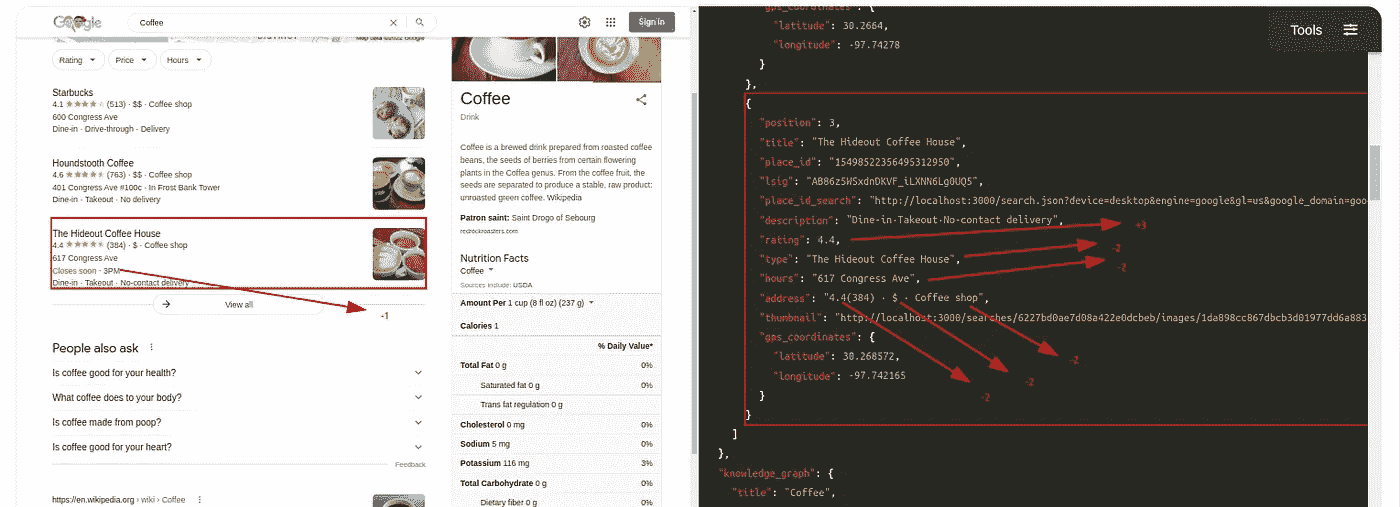 Google
Coffee
Sign in
Rating
Price
Hours
Starbucks
4.1 (513) · $$ · Coffee shop
600 Congress Ave
Dine-in · Drive-through · Delivery
Houndstooth Coffee
4.6 (763) · $$ · Coffee shop
401 Congress Ave #100c · In Frost Bank Tower
Dine-in · Takeout · No delivery
The Hideout Coffee House
4.4 (384) · $ · Coffee shop
617 Congress Ave
Closes soon · 3PM
Dine-in · Takeout · No-contact delivery
-1
View all
People also ask
Is coffee good for your health?
What coffee does to your body?
Is coffee made from poop?
Is coffee good for your heart?
Feedback
https://en.wikipedia.org › wiki › Coffee
Coffee
Drink
Coffee is a brewed drink prepared from roasted coffee
beans, the seeds of berries from certain flowering
plants in the Coffea genus. From the coffee fruit, the
seeds are separated to produce a stable, raw product:
unroasted green coffee. Wikipedia
Patron saint: Saint Drogo of Sebourg
redrockroasters.com
Nutrition Facts
Coffee
Sources include: USDA
Amount Per 1 cup (8 fl oz) (237 g)
Calories 1
% Daily Value*
Total Fat 0 g 0%
Saturated fat 0 g 0%
Trans fat regulation 0 g
Cholesterol 0 mg 0%
Sodium 5 mg 0%
Potassium 116 mg 3%
Total Carbohydrate 0 g 0%
Dietary fiber 0 g 0%
Tools
"gps_coordinates": {
"latitude": 30.2664,
"longitude": -97.74278
}
},
{
"position": 3,
"title": "The Hideout Coffee House",
"place_id": "15498522356495312950",
"lsig": "AB86z5WSxdnDKVF_iLXNN6Lg0UQ5",
"place_id_search": "http://localhost:3000/search.json?device=desktop&engine=google&gl=us&google_domain=goo
"description": "Dine-in·Takeout·No-contact delivery",
"rating": 4.4,
+3
"type": "The Hideout Coffee House",
-2
"hours": "617 Congress Ave",
-2
"address": "4.4(384) · $ · Coffee shop",
"thumbnail": "http://localhost:3000/searches/6227bd0ae7d08a422e0dcbeb/images/1da898cc867dbcb3d01977dd6a883
"gps_coordinates": {
"latitude": 30.268572,
-2
"longitude": -97.742165
-2
}
-2
}
]
},
"knowledge_graph": {
"title": "Coffee",